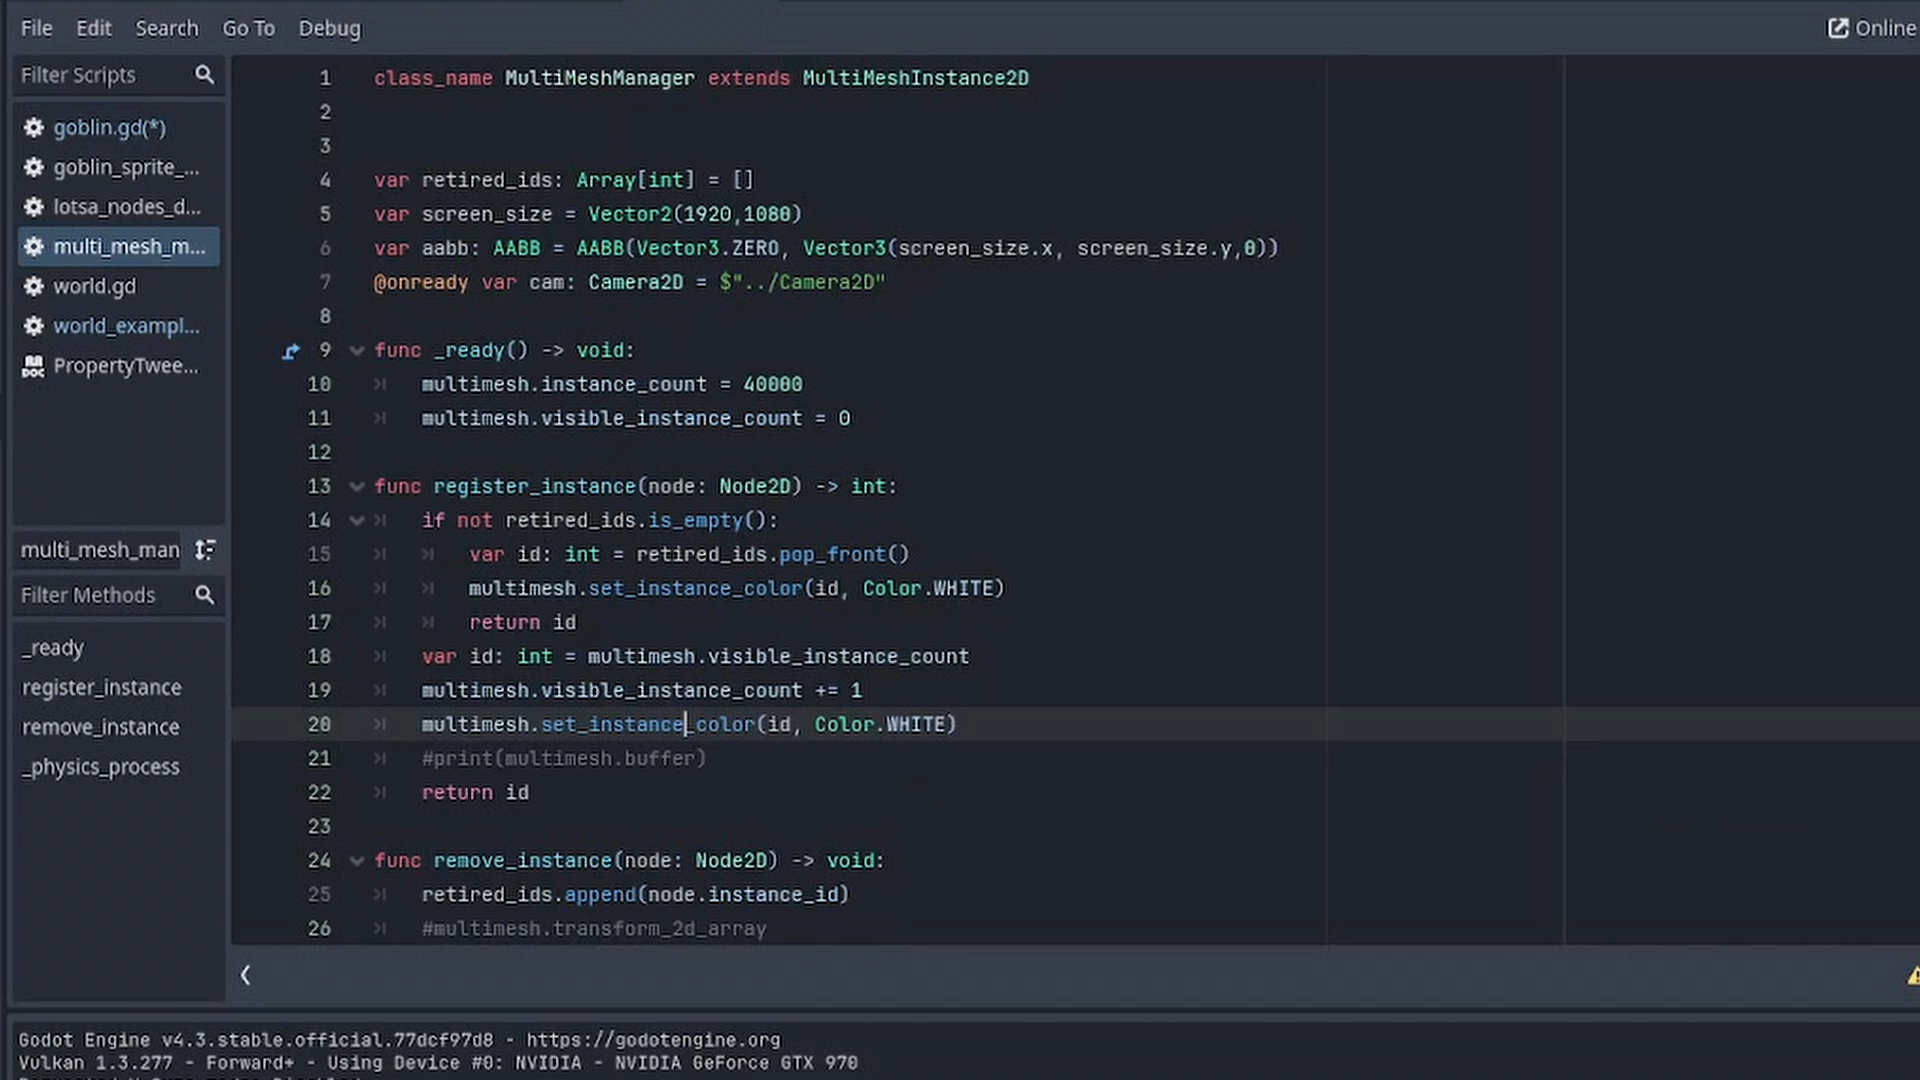 File Edit Search Go To Debug Online
Filter Scripts
goblin.gd(*)
goblin_sprite_...
lotsa_nodes_d...
multi_mesh_m...
world.gd
world_exampl...
PropertyTwee...
multi_mesh_man
Filter Methods
_ready
register_instance
remove_instance
_physics_process
1 class_name MultiMeshManager extends MultiMeshInstance2D
2
3
4 var retired_ids: Array[int] = []
5 var screen_size = Vector2(1920,1080)
6 var aabb: AABB = AABB(Vector3.ZERO, Vector3(screen_size.x, screen_size.y,0))
7 @onready var cam: Camera2D = $"../Camera2D"
8
9 func _ready() -> void:
10 multimesh.instance_count = 40000
11 multimesh.visible_instance_count = 0
12
13 func register_instance(node: Node2D) -> int:
14 if not retired_ids.is_empty():
15 var id: int = retired_ids.pop_front()
16 multimesh.set_instance_color(id, Color.WHITE)
17 return id
18 var id: int = multimesh.visible_instance_count
19 multimesh.visible_instance_count += 1
20 multimesh.set_instance_color(id, Color.WHITE)
21 #print(multimesh.buffer)
22 return id
23
24 func remove_instance(node: Node2D) -> void:
25 retired_ids.append(node.instance_id)
26 #multimesh.transform_2d_array
Godot Engine v4.3.stable.official.77dcf97d8 - https://godotengine.org
Vulkan 1.3.277 - Forward+ - Using Device #0: NVIDIA - NVIDIA GeForce GTX 970